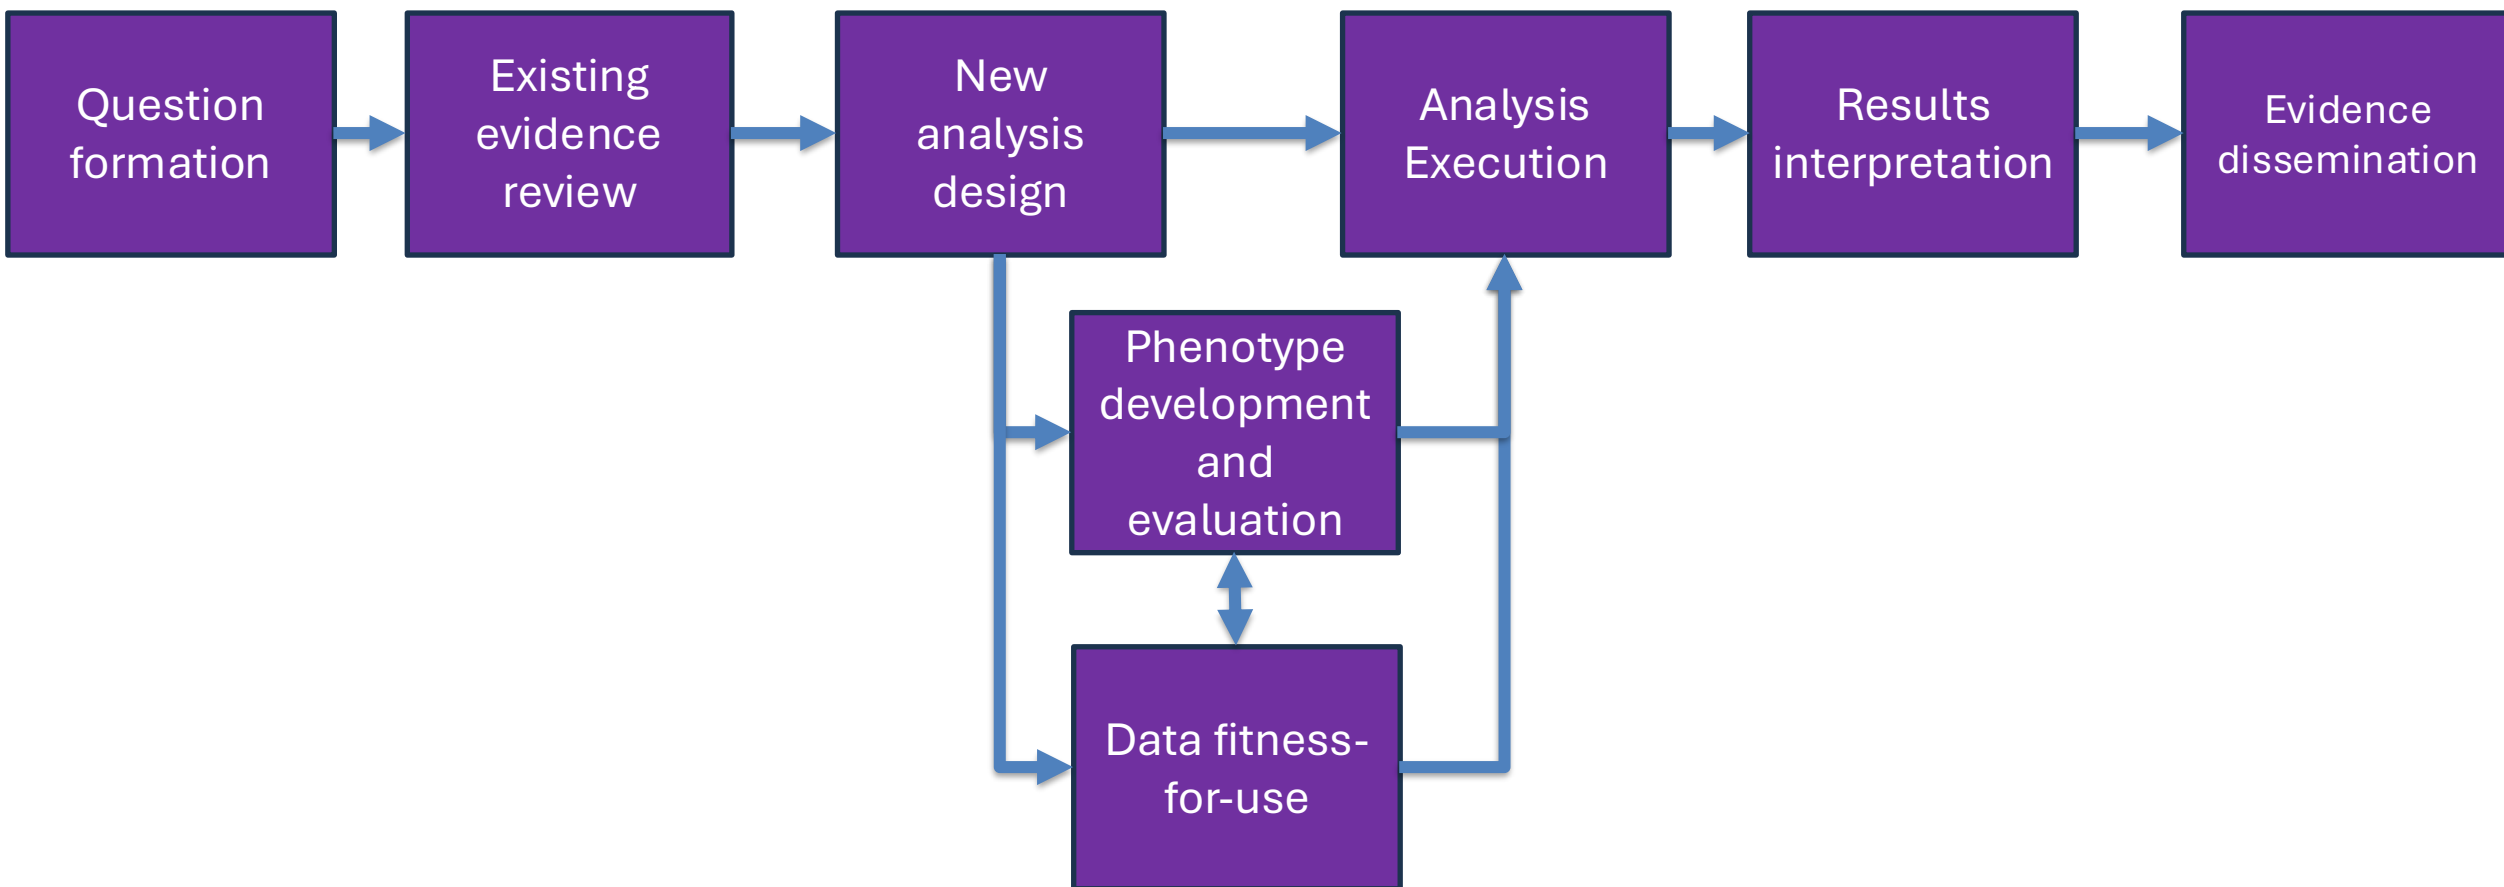 Question
formation
Existing
evidence
review
New
analysis
design
Analysis
Execution
Results
interpretation
Evidence
dissemination
Phenotype
development
and
evaluation
Data fitness-
for-use